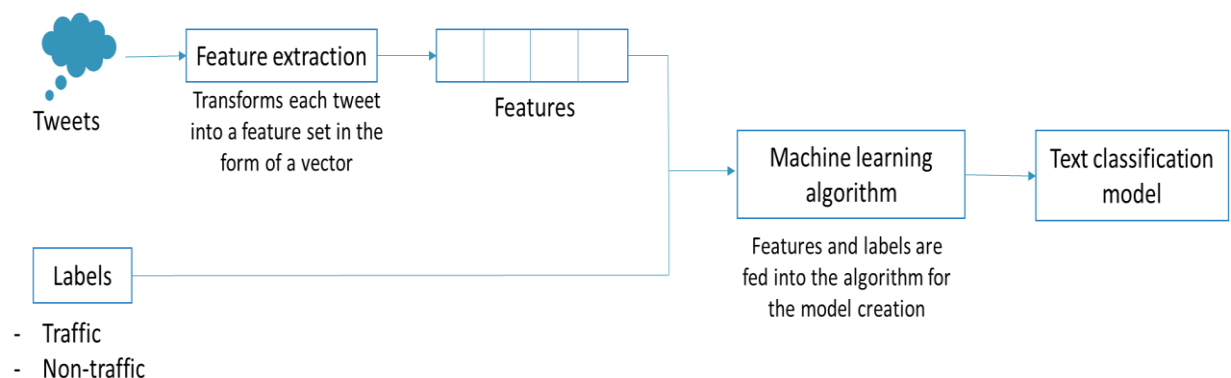 Tweets
Feature extraction
Transforms each tweet
into a feature set in the
form of a vector
Features
Labels
- Traffic
- Non-traffic
Machine learning
algorithm
Features and labels are
fed into the algorithm for
the model creation
Text classification
model